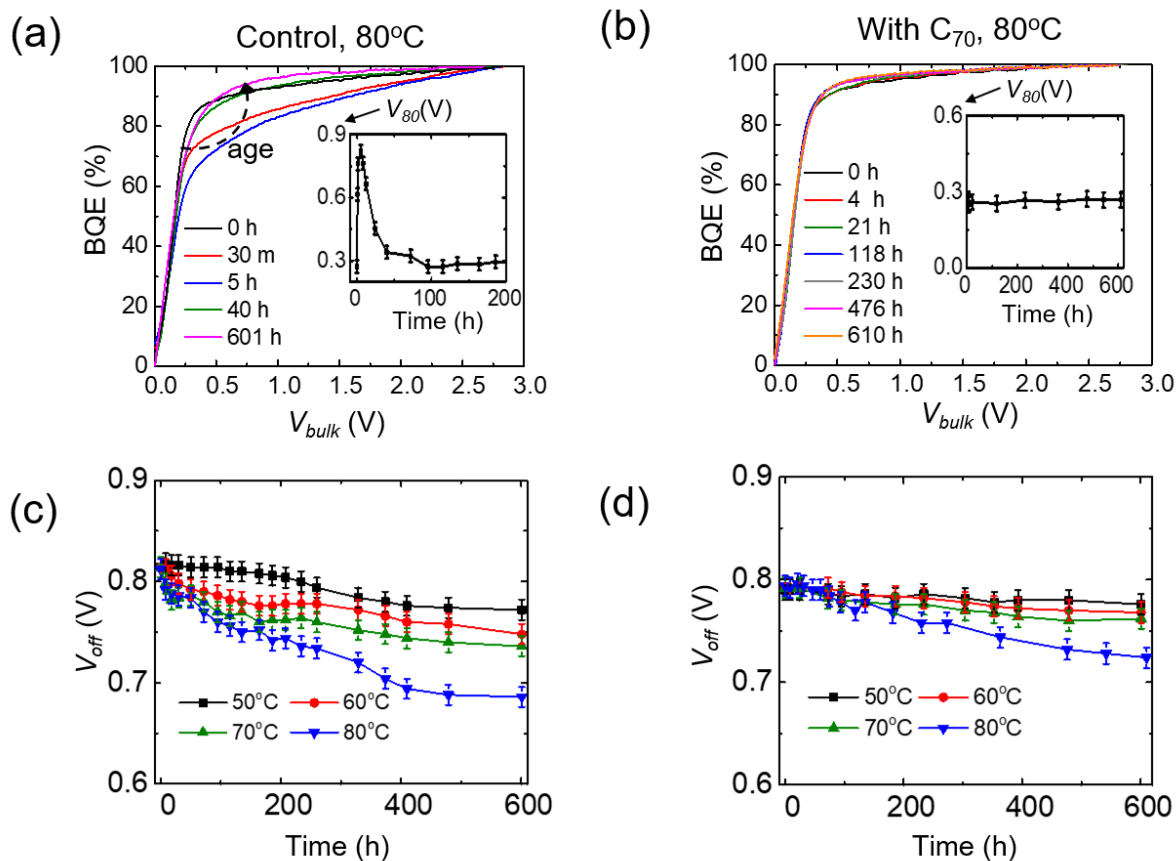 (a)
Control, 80°C
BQE (%)
100
80
60
40
20
0
0.0 0.5 1.0 1.5 2.0 2.5 3.0
V_bulk (V)
age
0 h
30 m
5 h
40 h
601 h
V_80(V)
0.9
0.6
0.3
0 100 200
Time (h)
(b)
With C₇₀, 80°C
BQE (%)
100
80
60
40
20
0
0.0 0.5 1.0 1.5 2.0 2.5 3.0
V_bulk (V)
0 h
4 h
21 h
118 h
230 h
476 h
610 h
V_80(V)
0.6
0.3
0.0
0 200 400 600
Time (h)
(c)
V_off (V)
0.9
0.8
0.7
0.6
0 200 400 600
Time (h)
50°C 60°C
70°C 80°C
(d)
V_off (V)
0.9
0.8
0.7
0.6
0 200 400 600
Time (h)
50°C 60°C
70°C 80°C